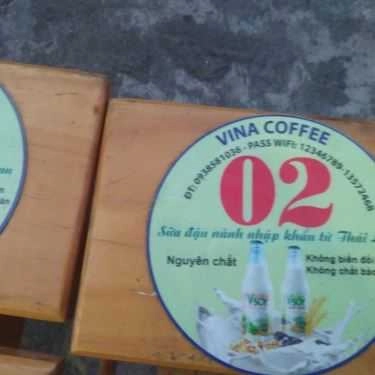 VINA COFFEE
ĐT: 0938581036 - PASS WIFI: 12346789-13572468
02
Sữa đậu nành nhập khẩu từ Thái
Nguyên chất
Không biến đổi
Không chất bảo
V-SOY